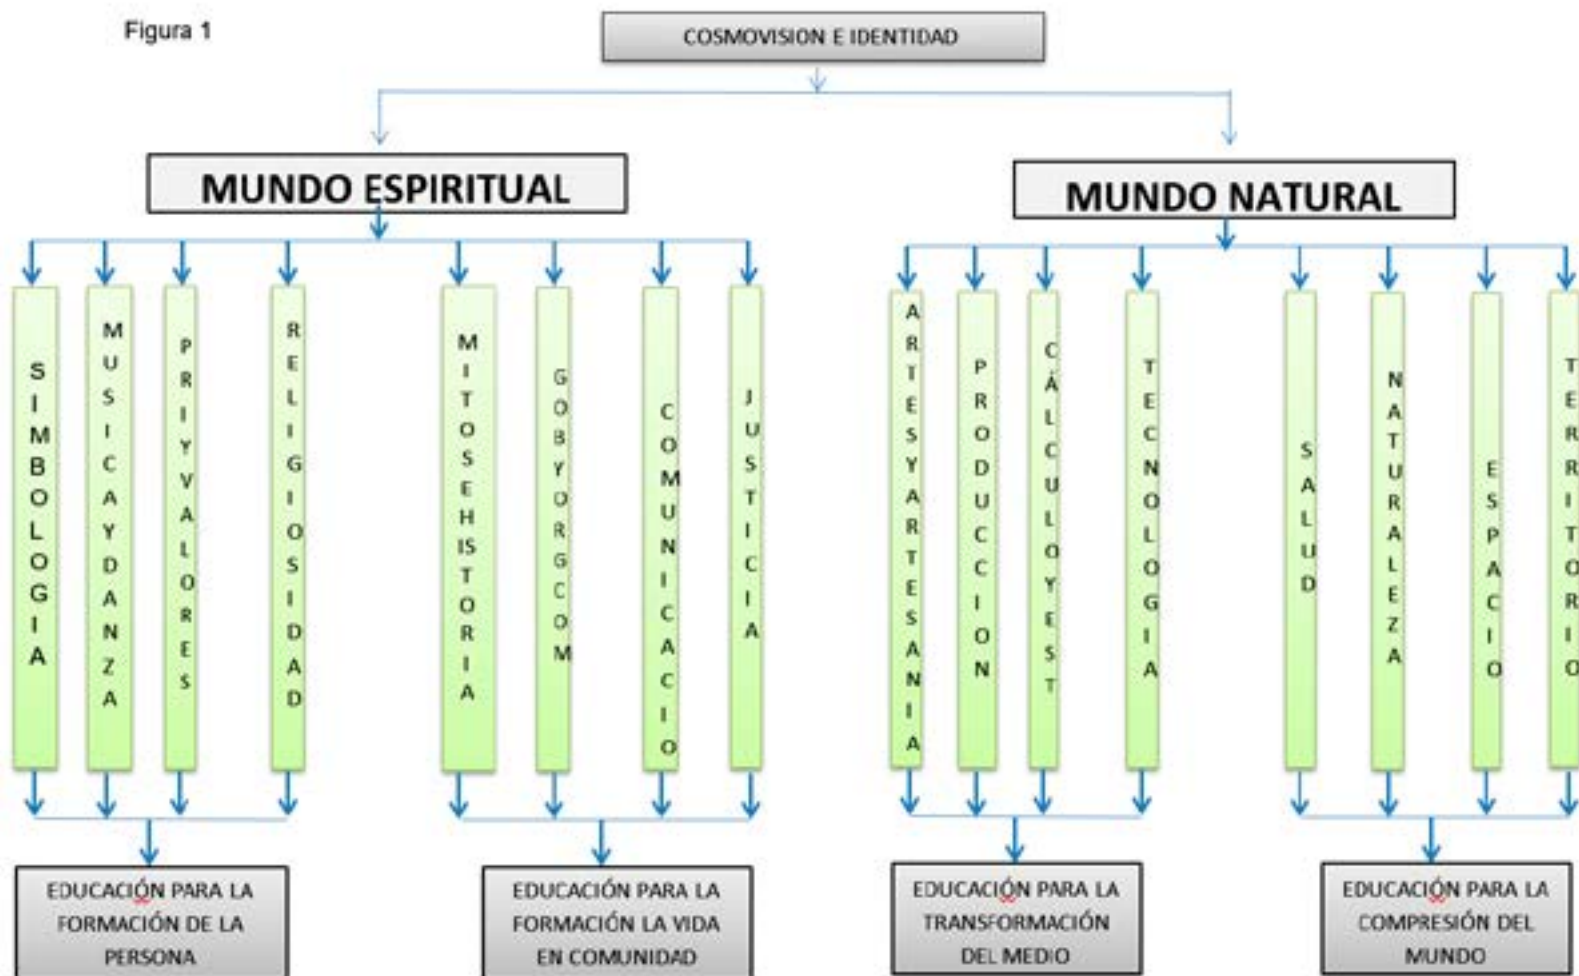 Figura 1
COSMOVISION E IDENTIDAD
MUNDO ESPIRITUAL
MUNDO NATURAL
SIMBOLOGIA
MUSICAYDANZA
PRIYVALORES
RELIGIOSIDAD
MITOSEHISTORIA
GOBYORGCOM
COMUNICACIO
JUSTICIA
ARTESYARTESANIA
PRODUCCION
CÁLCULOYEST
TECNOLOGIA
SALUD
NATURALEZA
ESPACIO
TERRITORIO
EDUCACIÓN PARA LA
FORMACIÓN DE LA
PERSONA
EDUCACIÓN PARA LA
FORMACIÓN LA VIDA
EN COMUNIDAD
EDUCACIÓN PARA LA
TRANSFORMACIÓN
DEL MEDIO
EDUCACIÓN PARA LA
COMPRESIÓN DEL
MUNDO